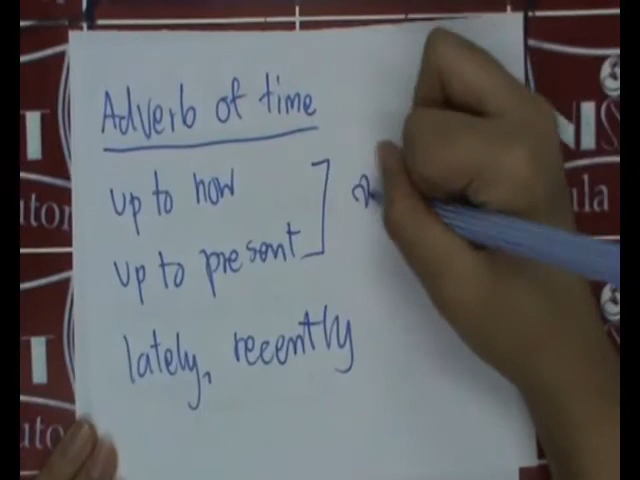 Adverb of time
up to now
up to present
lately, recently